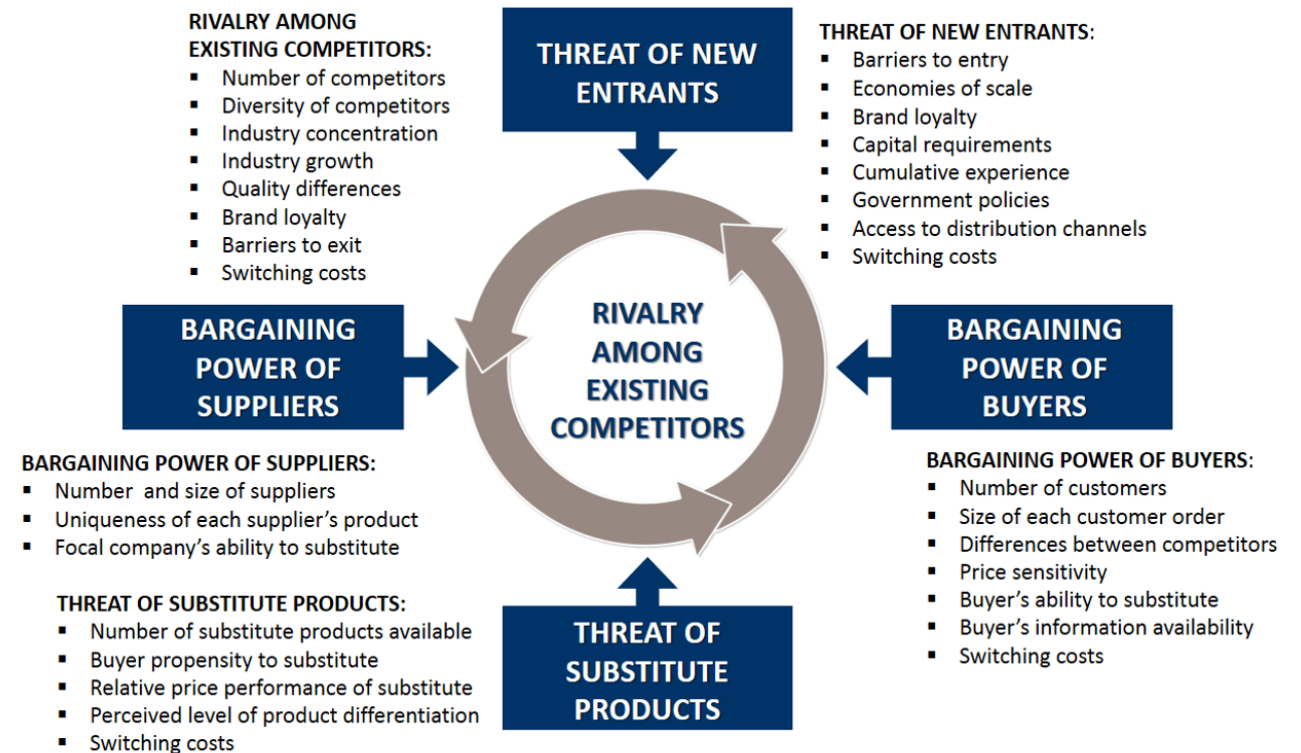 RIVALRY AMONG
EXISTING COMPETITORS:
▪ Number of competitors
▪ Diversity of competitors
▪ Industry concentration
▪ Industry growth
▪ Quality differences
▪ Brand loyalty
▪ Barriers to exit
▪ Switching costs
THREAT OF NEW
ENTRANTS
THREAT OF NEW ENTRANTS:
▪ Barriers to entry
▪ Economies of scale
▪ Brand loyalty
▪ Capital requirements
▪ Cumulative experience
▪ Government policies
▪ Access to distribution channels
▪ Switching costs
BARGAINING
POWER OF
SUPPLIERS
RIVALRY
AMONG
EXISTING
COMPETITORS
BARGAINING
POWER OF
BUYERS
BARGAINING POWER OF SUPPLIERS:
▪ Number and size of suppliers
▪ Uniqueness of each supplier's product
▪ Focal company's ability to substitute
BARGAINING POWER OF BUYERS:
▪ Number of customers
▪ Size of each customer order
▪ Differences between competitors
▪ Price sensitivity
▪ Buyer's ability to substitute
▪ Buyer's information availability
▪ Switching costs
THREAT OF SUBSTITUTE PRODUCTS:
▪ Number of substitute products available
▪ Buyer propensity to substitute
▪ Relative price performance of substitute
▪ Perceived level of product differentiation
▪ Switching costs
THREAT OF
SUBSTITUTE
PRODUCTS